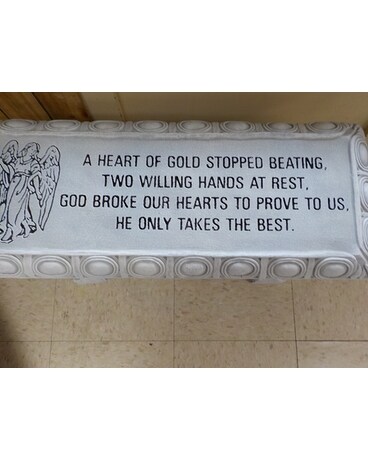 A HEART OF GOLD STOPPED BEATING,
TWO WILLING HANDS AT REST,
GOD BROKE OUR HEARTS TO PROVE TO US,
HE ONLY TAKES THE BEST.